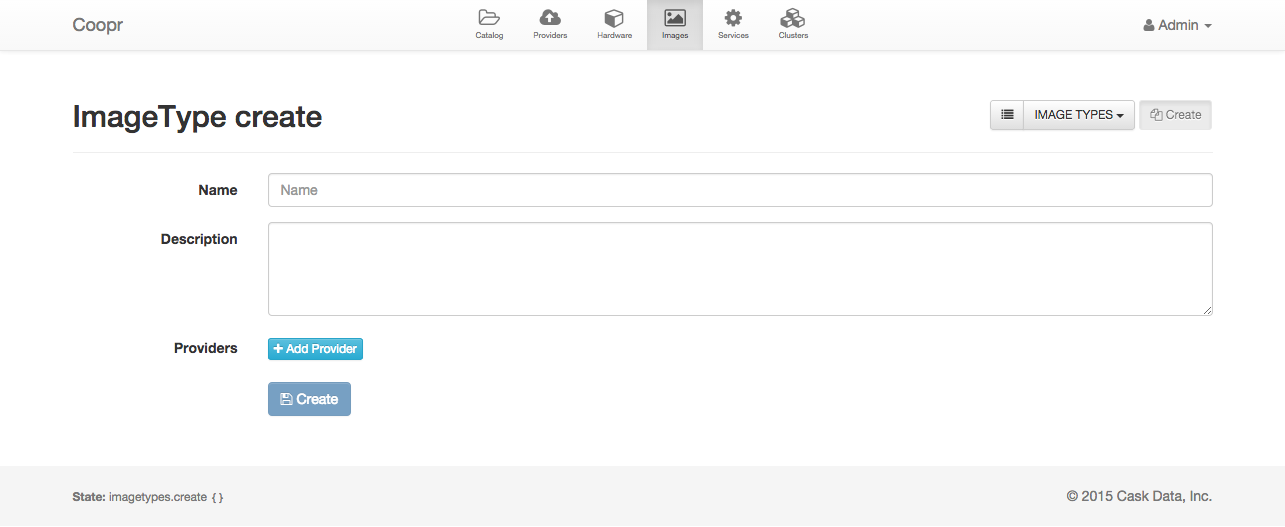 Coopr
Catalog
Providers
Hardware
Images
Services
Clusters
Admin
ImageType create
IMAGE TYPES
Create
Name
Name
Description
Providers
+ Add Provider
Create
State: imagetypes.create {}
© 2015 Cask Data, Inc.